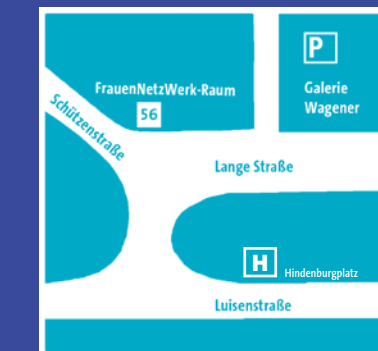 P
Galerie
Wagener
FrauenNetzWerk-Raum
56
Schützenstraße
Lange Straße
H
Hindenburgplatz
Luisenstraße